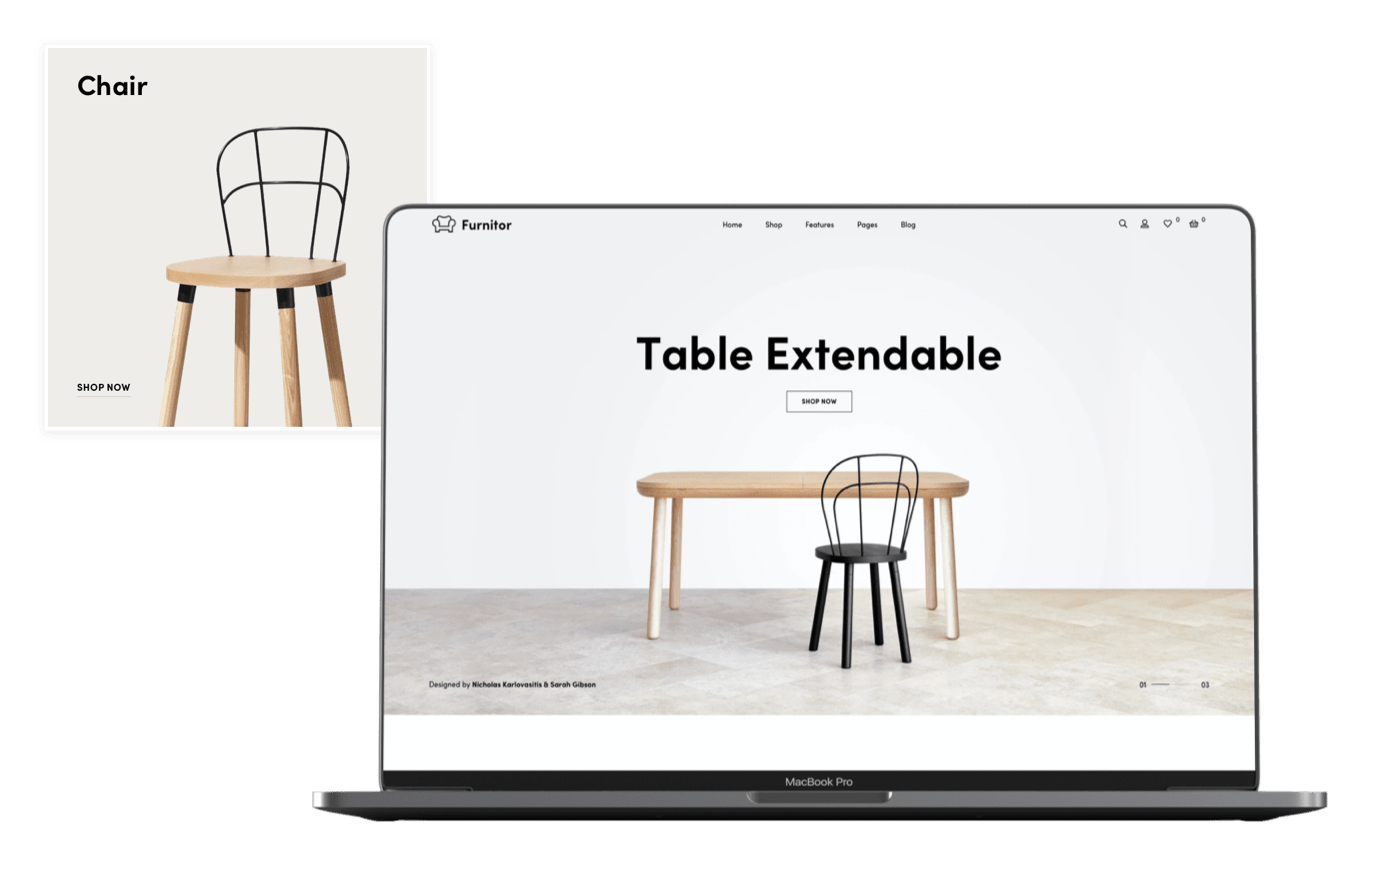 Chair
SHOP NOW
Furnitor
Home Shop Features Pages Blog
0 0
Table Extendable
SHOP NOW
Designed by Nicholas Karlovasitis & Sarah Gibson
01 03
MacBook Pro